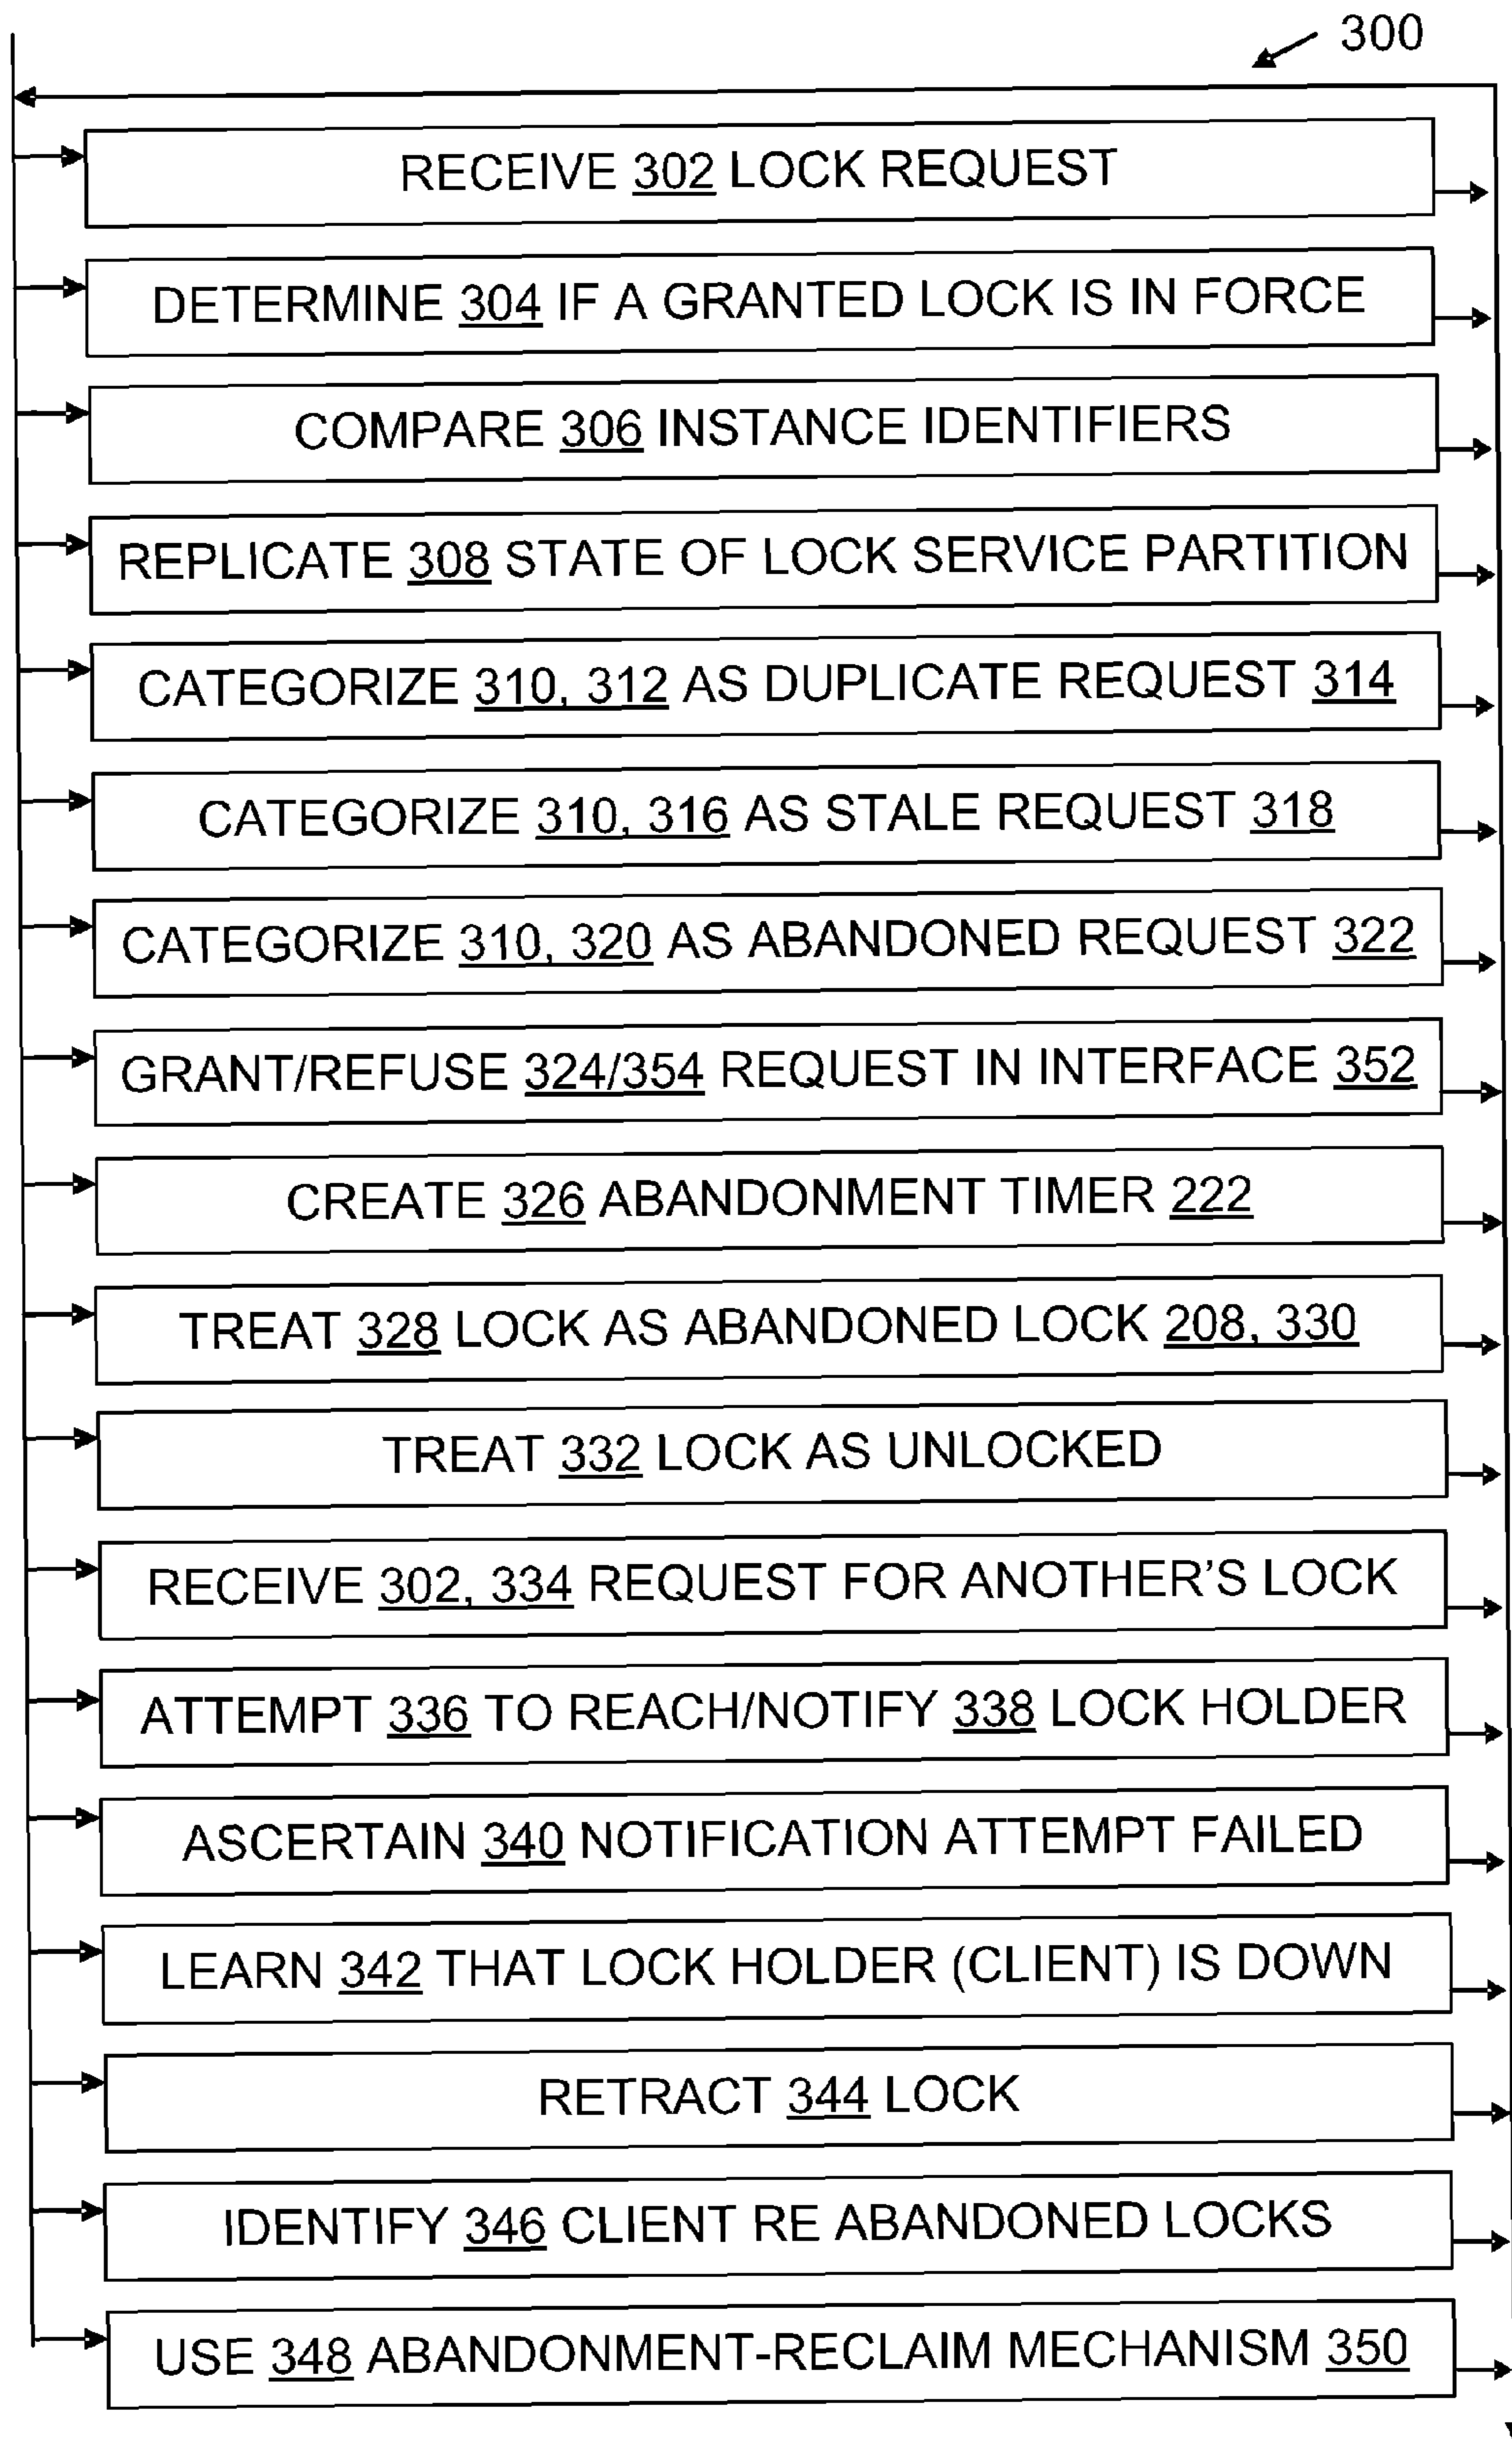 300
RECEIVE 302 LOCK REQUEST
DETERMINE 304 IF A GRANTED LOCK IS IN FORCE
COMPARE 306 INSTANCE IDENTIFIERS
REPLICATE 308 STATE OF LOCK SERVICE PARTITION
CATEGORIZE 310, 312 AS DUPLICATE REQUEST 314
CATEGORIZE 310, 316 AS STALE REQUEST 318
CATEGORIZE 310, 320 AS ABANDONED REQUEST 322
GRANT/REFUSE 324/354 REQUEST IN INTERFACE 352
CREATE 326 ABANDONMENT TIMER 222
TREAT 328 LOCK AS ABANDONED LOCK 208, 330
TREAT 332 LOCK AS UNLOCKED
RECEIVE 302, 334 REQUEST FOR ANOTHER'S LOCK
ATTEMPT 336 TO REACH/NOTIFY 338 LOCK HOLDER
ASCERTAIN 340 NOTIFICATION ATTEMPT FAILED
LEARN 342 THAT LOCK HOLDER (CLIENT) IS DOWN
RETRACT 344 LOCK
IDENTIFY 346 CLIENT RE ABANDONED LOCKS
USE 348 ABANDONMENT-RECLAIM MECHANISM 350